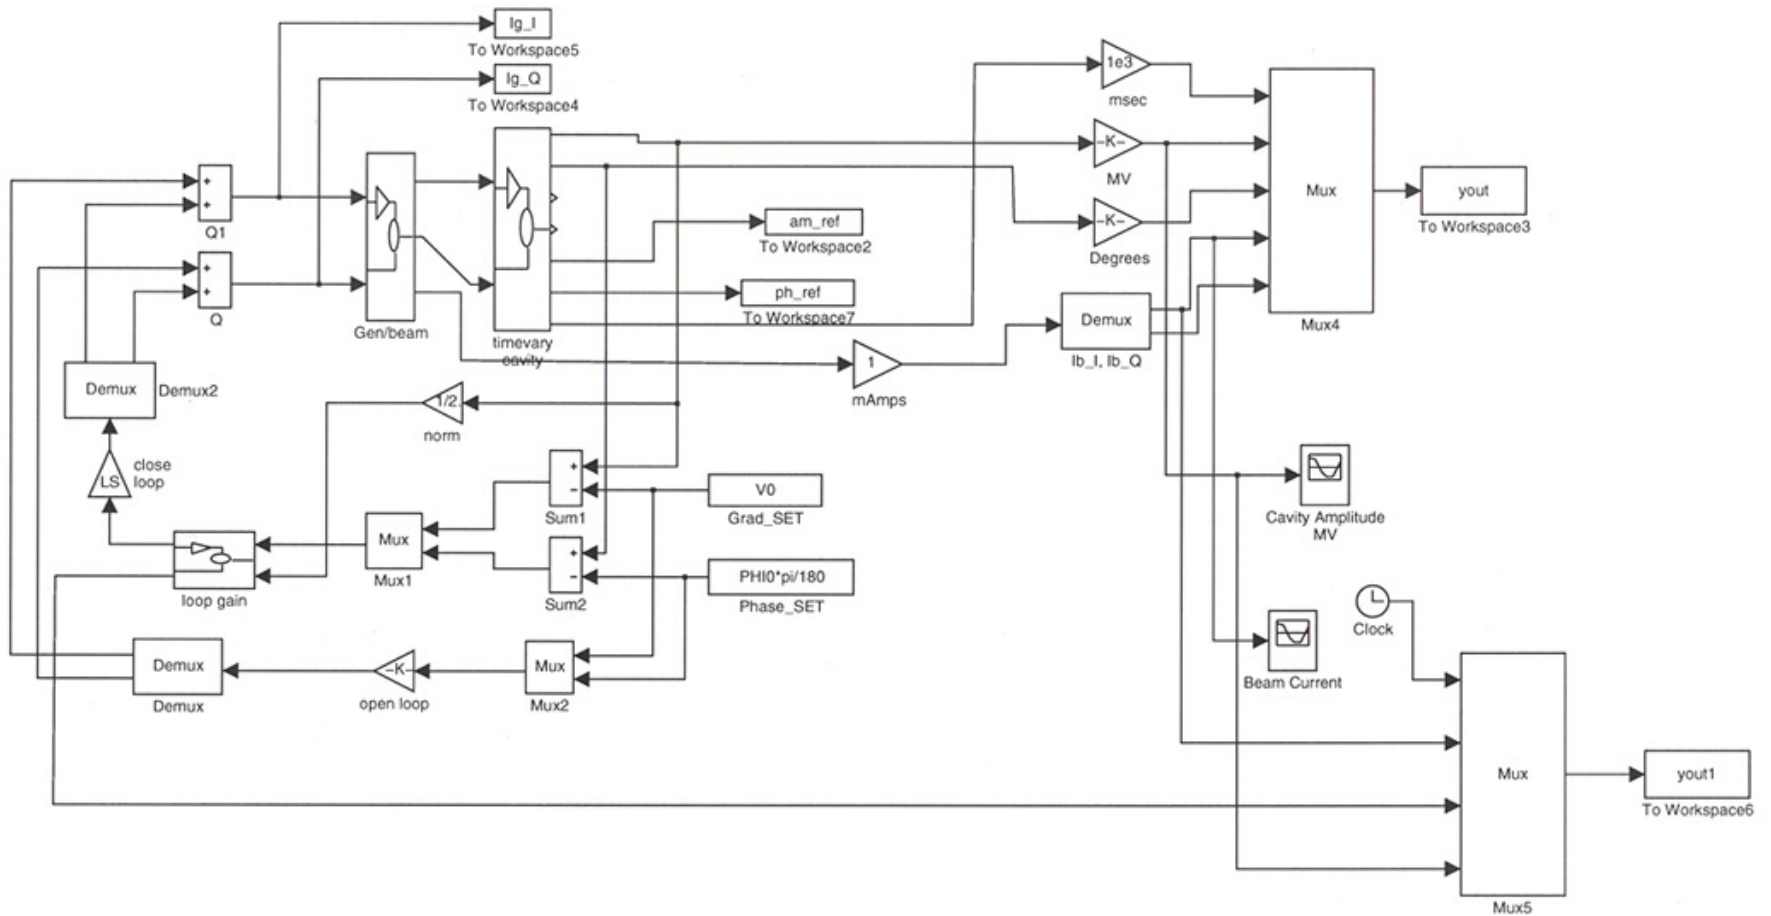 Ig_I
To Workspace5
Ig_Q
To Workspace4
1e3
msec
-K-
MV
+
+
Q1
Mux
yout
To Workspace3
am_ref
To Workspace2
-K-
Degrees
+
+
Q
ph_ref
To Workspace7
Demux
Ib_I, Ib_Q
Mux4
Gen/beam
timevary
cavity
1
mAmps
Demux
Demux2
1/2.
norm
close
loop
LS
+
-
Sum1
V0
Grad_SET
Cavity Amplitude
MV
Mux
Mux1
+
-
Sum2
PHI0*pi/180
Phase_SET
loop gain
Clock
Demux
Demux
-K-
open loop
Mux
Mux2
Beam Current
Mux
Mux5
yout1
To Workspace6